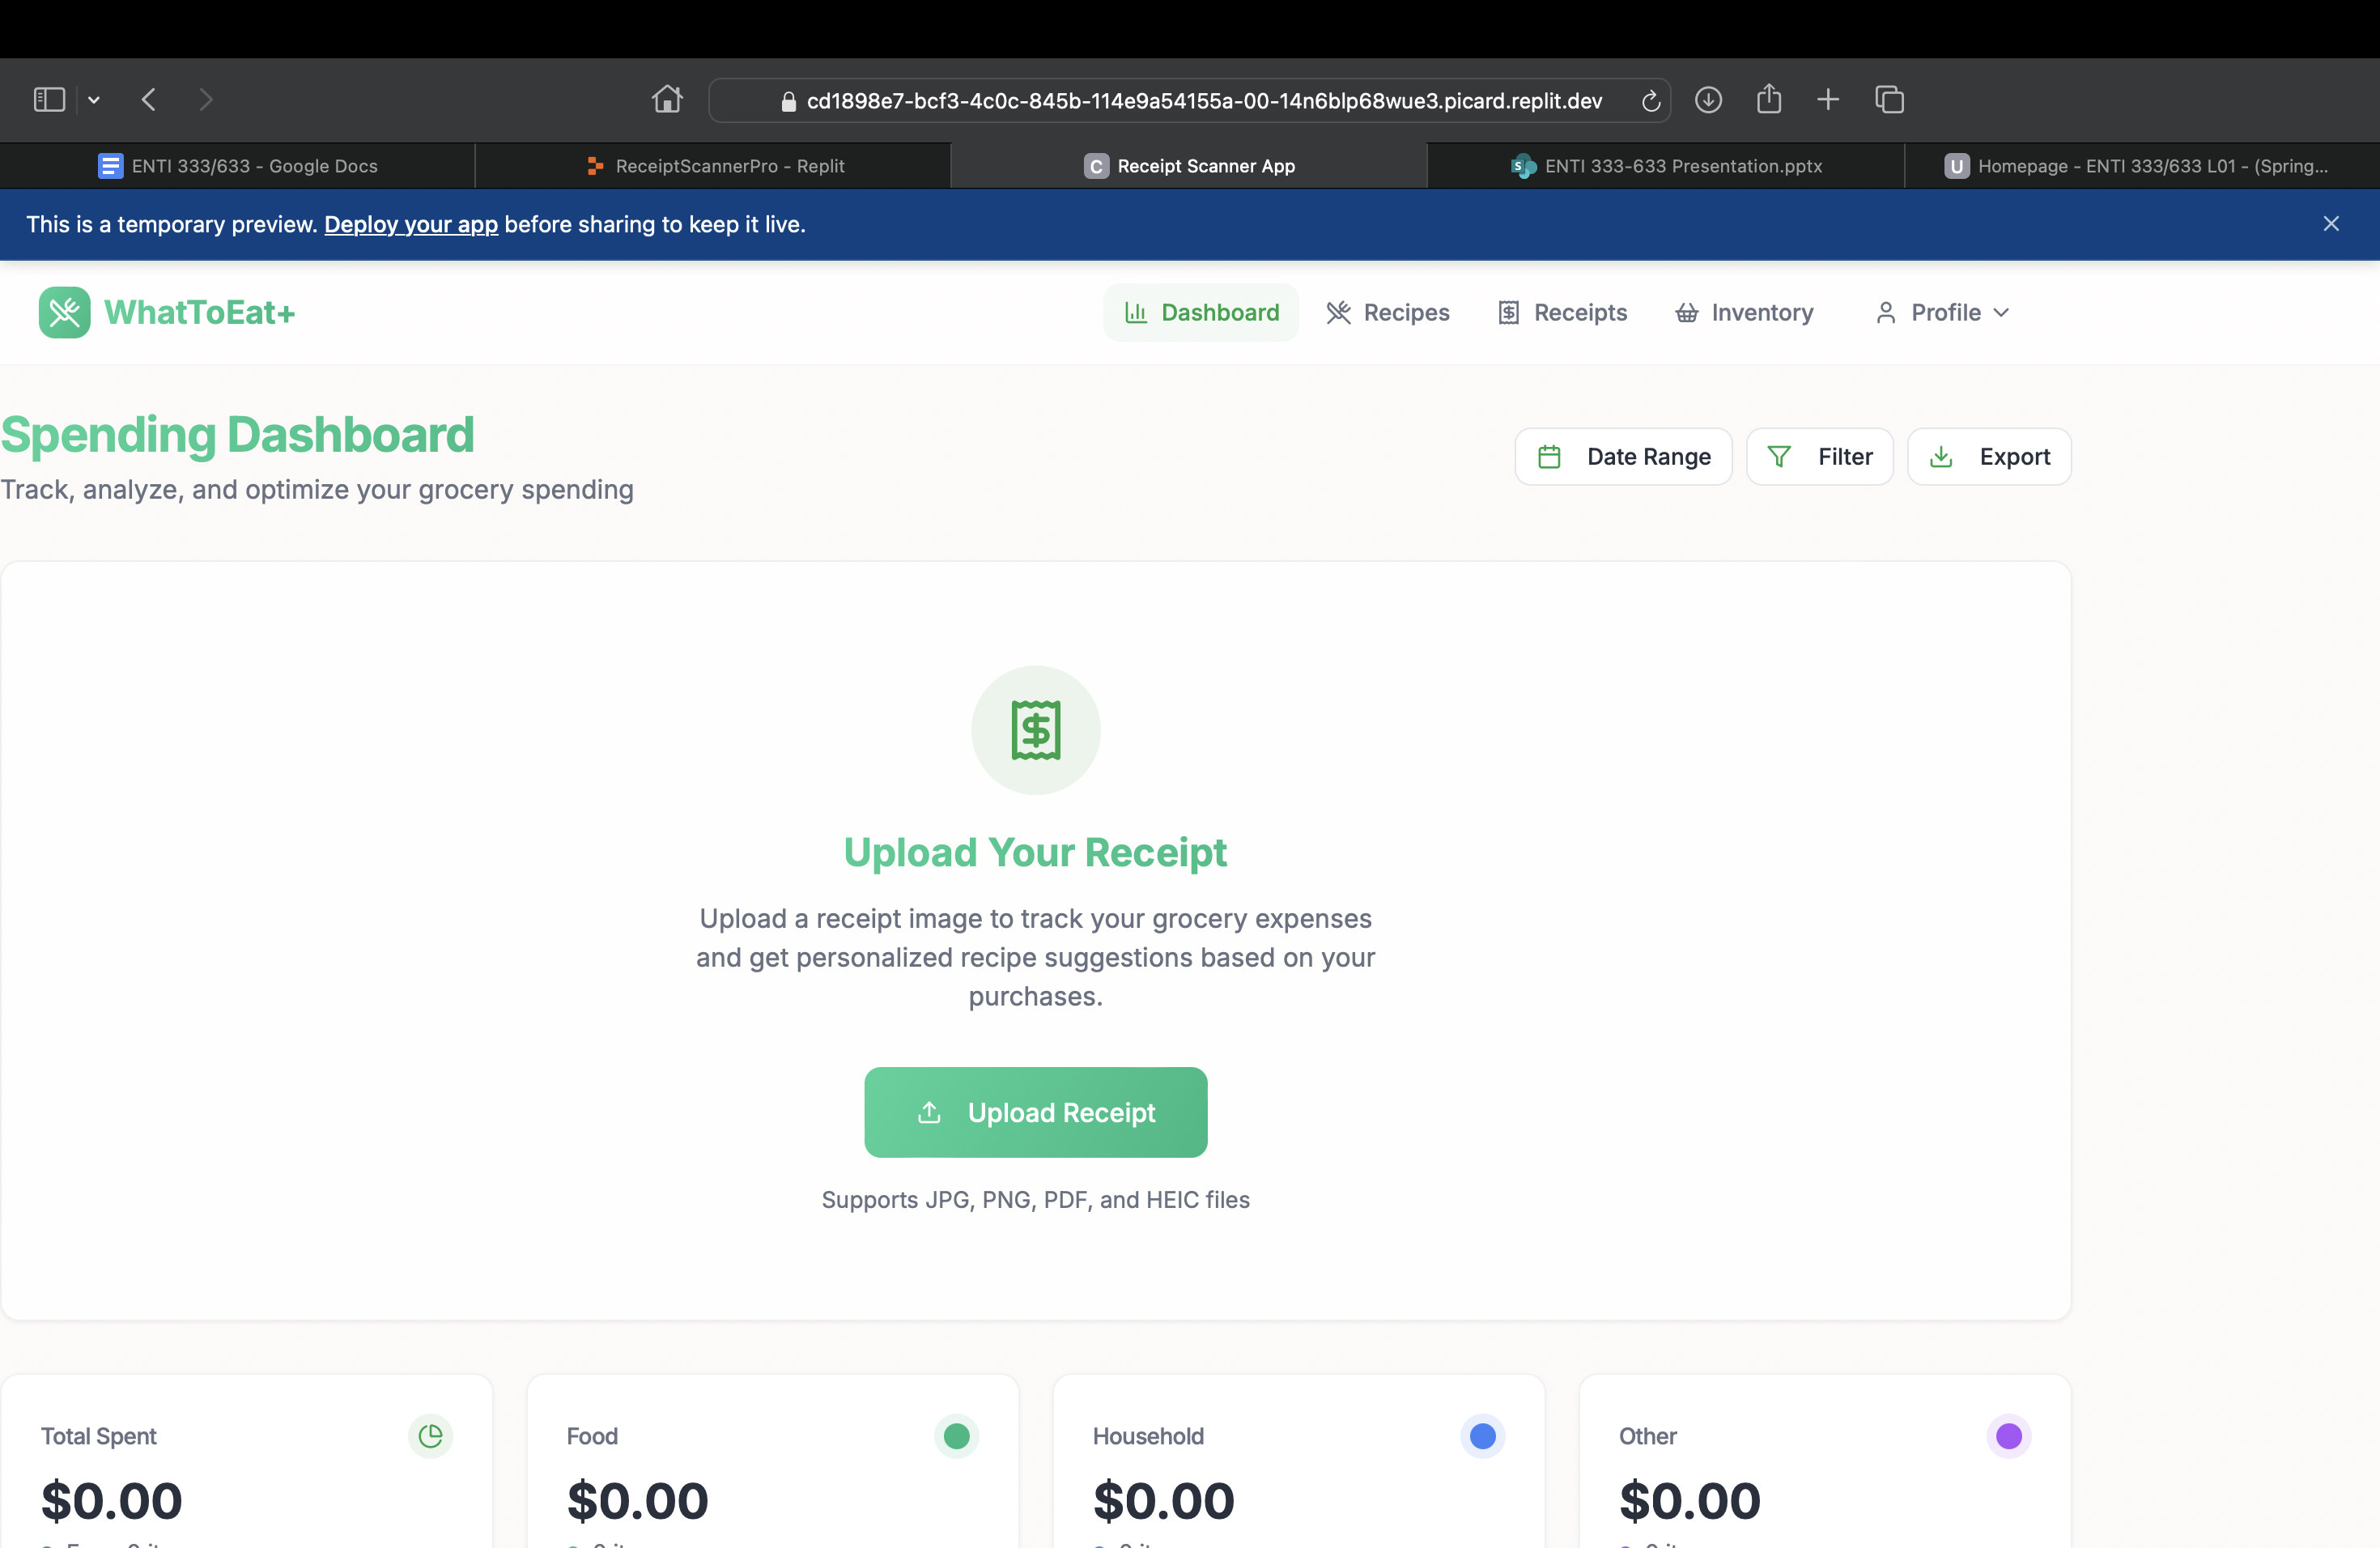 cd1898e7-bcf3-4c0c-845b-114e9a54155a-00-14n6blp68wue3.picard.replit.dev
ENTI 333/633 - Google Docs
ReceiptScannerPro - Replit
C Receipt Scanner App
ENTI 333-633 Presentation.pptx
U Homepage - ENTI 333/633 L01 - (Spring...
This is a temporary preview. Deploy your app before sharing to keep it live.
WhatToEat+
Dashboard
Recipes
Receipts
Inventory
Profile
Spending Dashboard
Track, analyze, and optimize your grocery spending
Date Range
Filter
Export
Upload Your Receipt
Upload a receipt image to track your grocery expenses
and get personalized recipe suggestions based on your
purchases.
Upload Receipt
Supports JPG, PNG, PDF, and HEIC files
Total Spent
$0.00
Food
$0.00
Household
$0.00
Other
$0.00